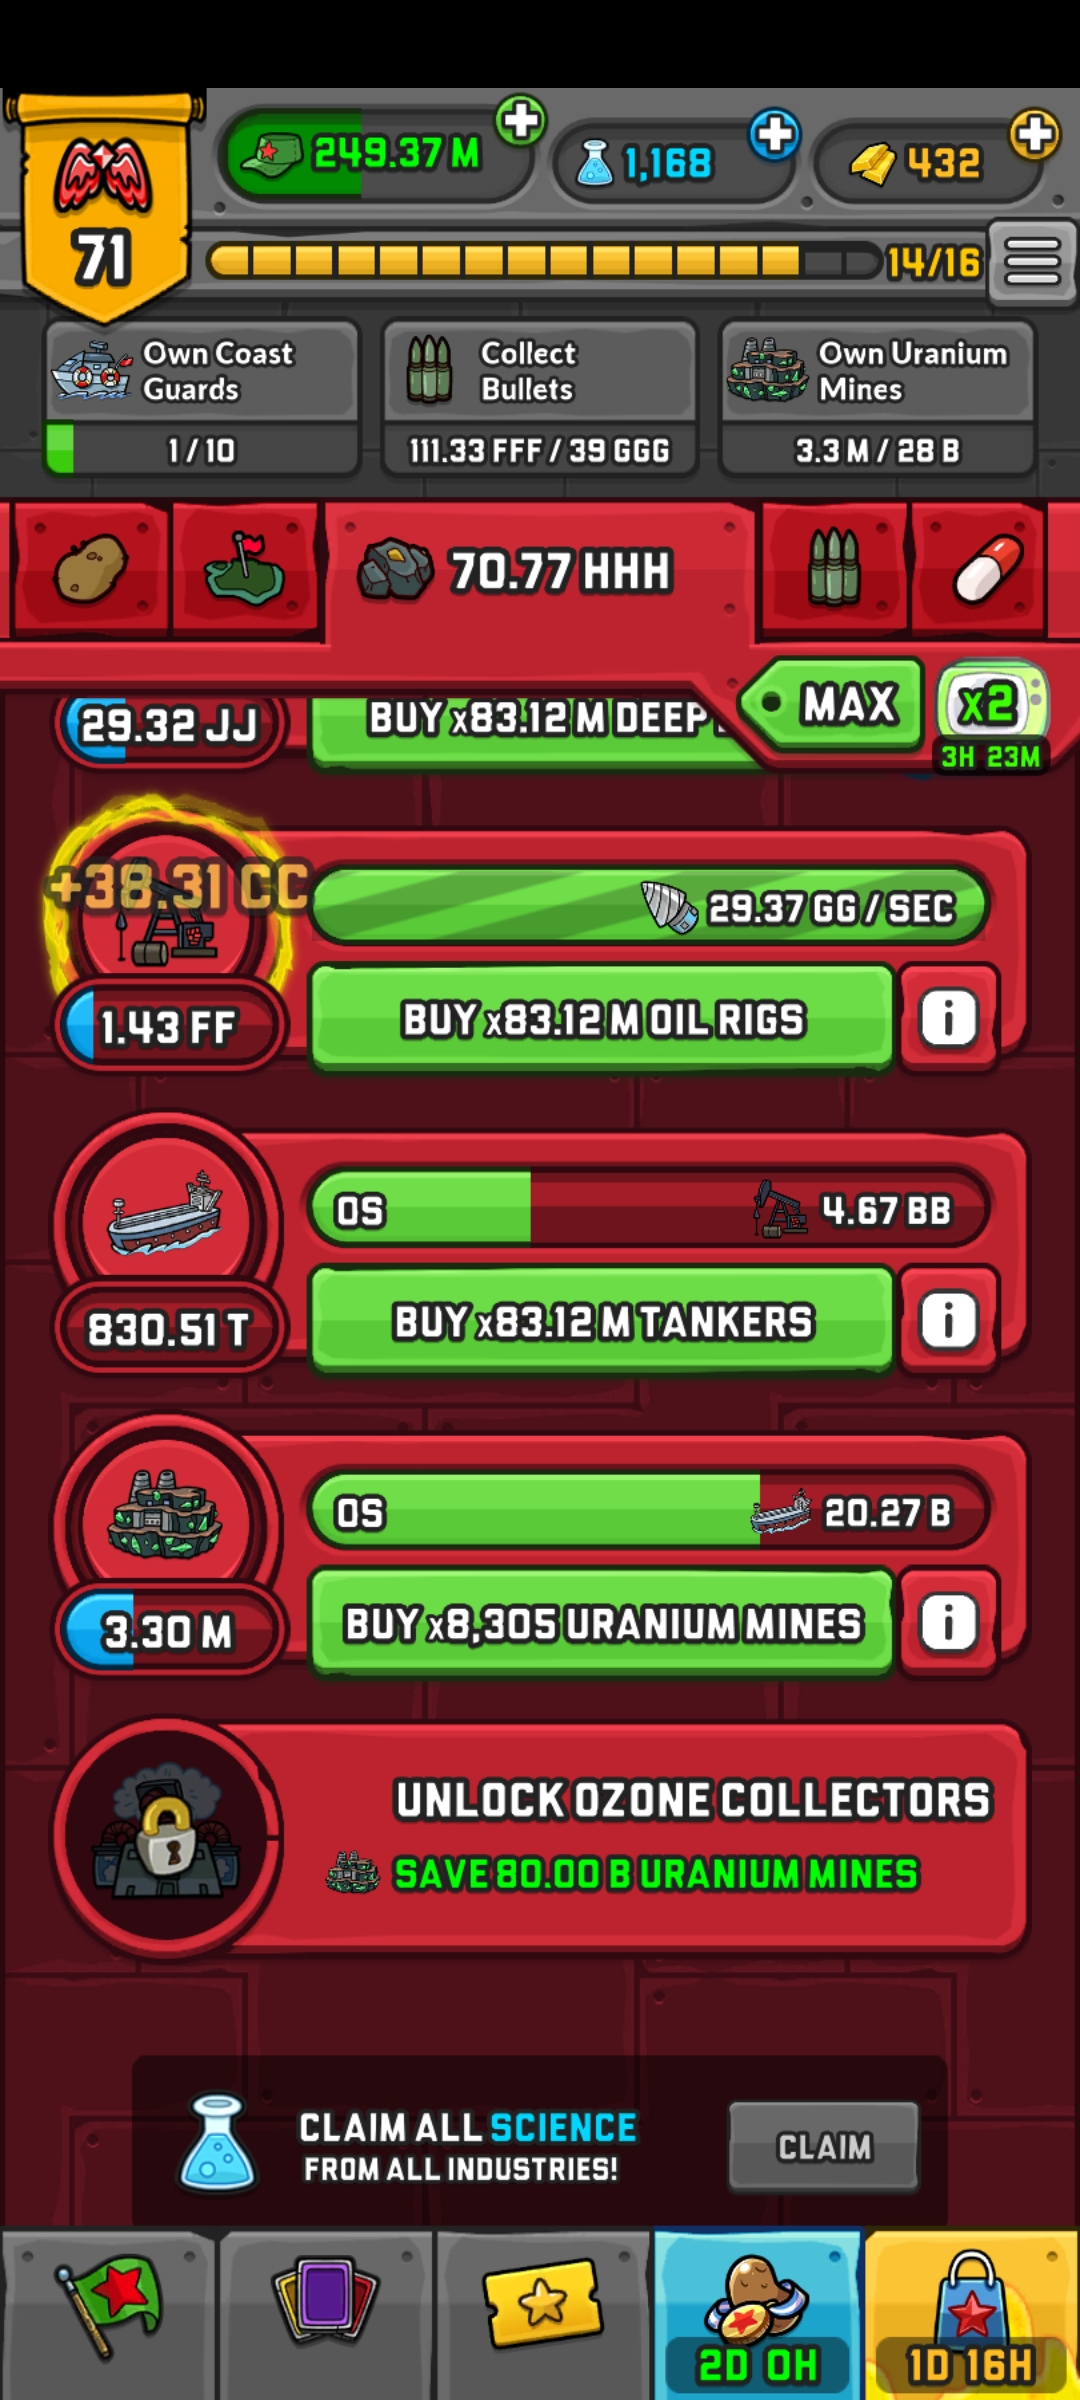 249.37 M
1,168
432
71
14/16
Own Coast
Guards
1 / 10
Collect
Bullets
111.33 FFF / 39 GGG
Own Uranium
Mines
3.3 M / 28 B
70.77 HHH
MAX
x2
3H 23M
29.32 JJ
BUY x83.12 M DEEP
+38.31 CC
29.37 GG / SEC
1.43 FF
BUY x83.12 M OIL RIGS
i
0S
4.67 BB
830.51 T
BUY x83.12 M TANKERS
i
0S
20.27 B
3.30 M
BUY x8,305 URANIUM MINES
i
UNLOCK OZONE COLLECTORS
SAVE 80.00 B URANIUM MINES
CLAIM ALL SCIENCE
FROM ALL INDUSTRIES!
CLAIM
2D 0H
1D 16H